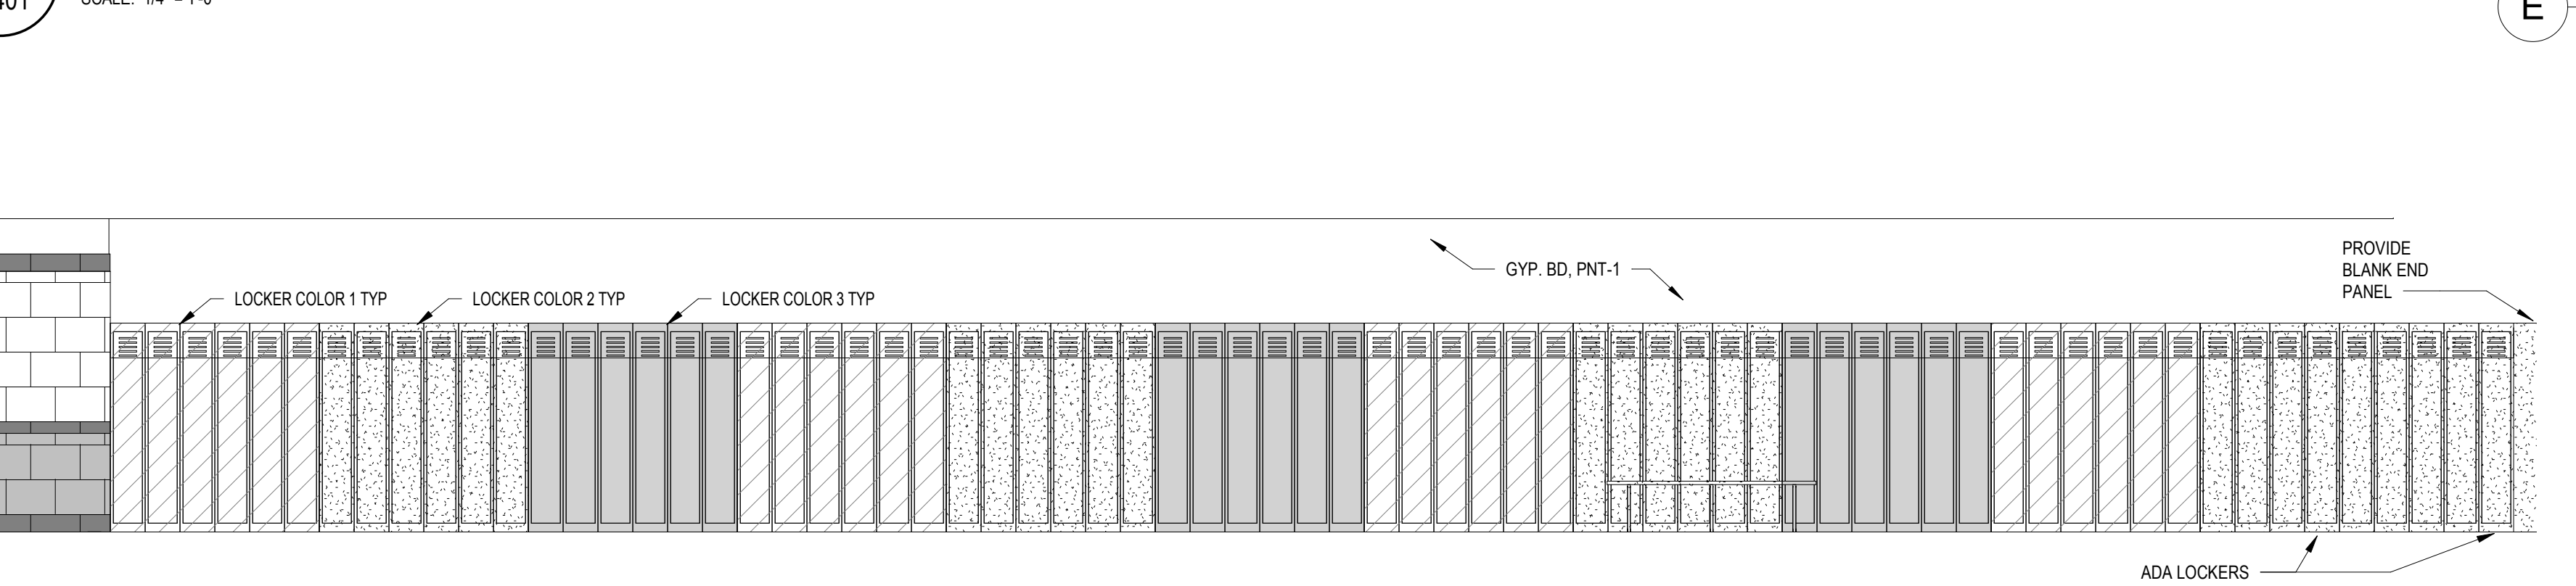 E
GYP. BD, PNT-1
PROVIDE
BLANK END
PANEL
LOCKER COLOR 1 TYP
LOCKER COLOR 2 TYP
LOCKER COLOR 3 TYP
ADA LOCKERS